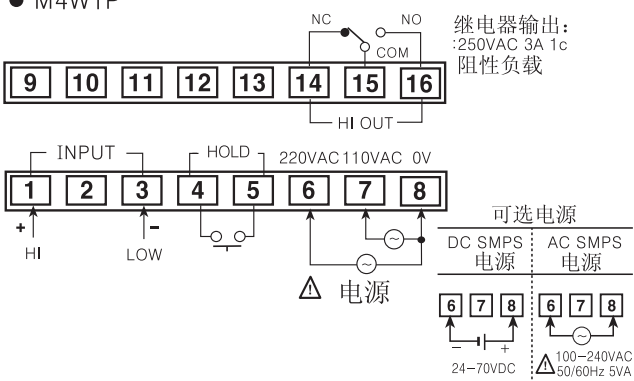 ● M4W1P
NC NO
COM
继电器输出：
:250VAC 3A 1c
阻性负载
9 10 11 12 13 14 15 16
HI OUT
INPUT HOLD 220VAC 110VAC 0V
1 2 3 4 5 6 7 8
+ -
HI LOW
~
~
⚠ 电源
可选电源
DC SMPS
电源
AC SMPS
电源
6 7 8
6 7 8
- +
~
24-70VDC
⚠ 100-240VAC
50/60Hz 5VA